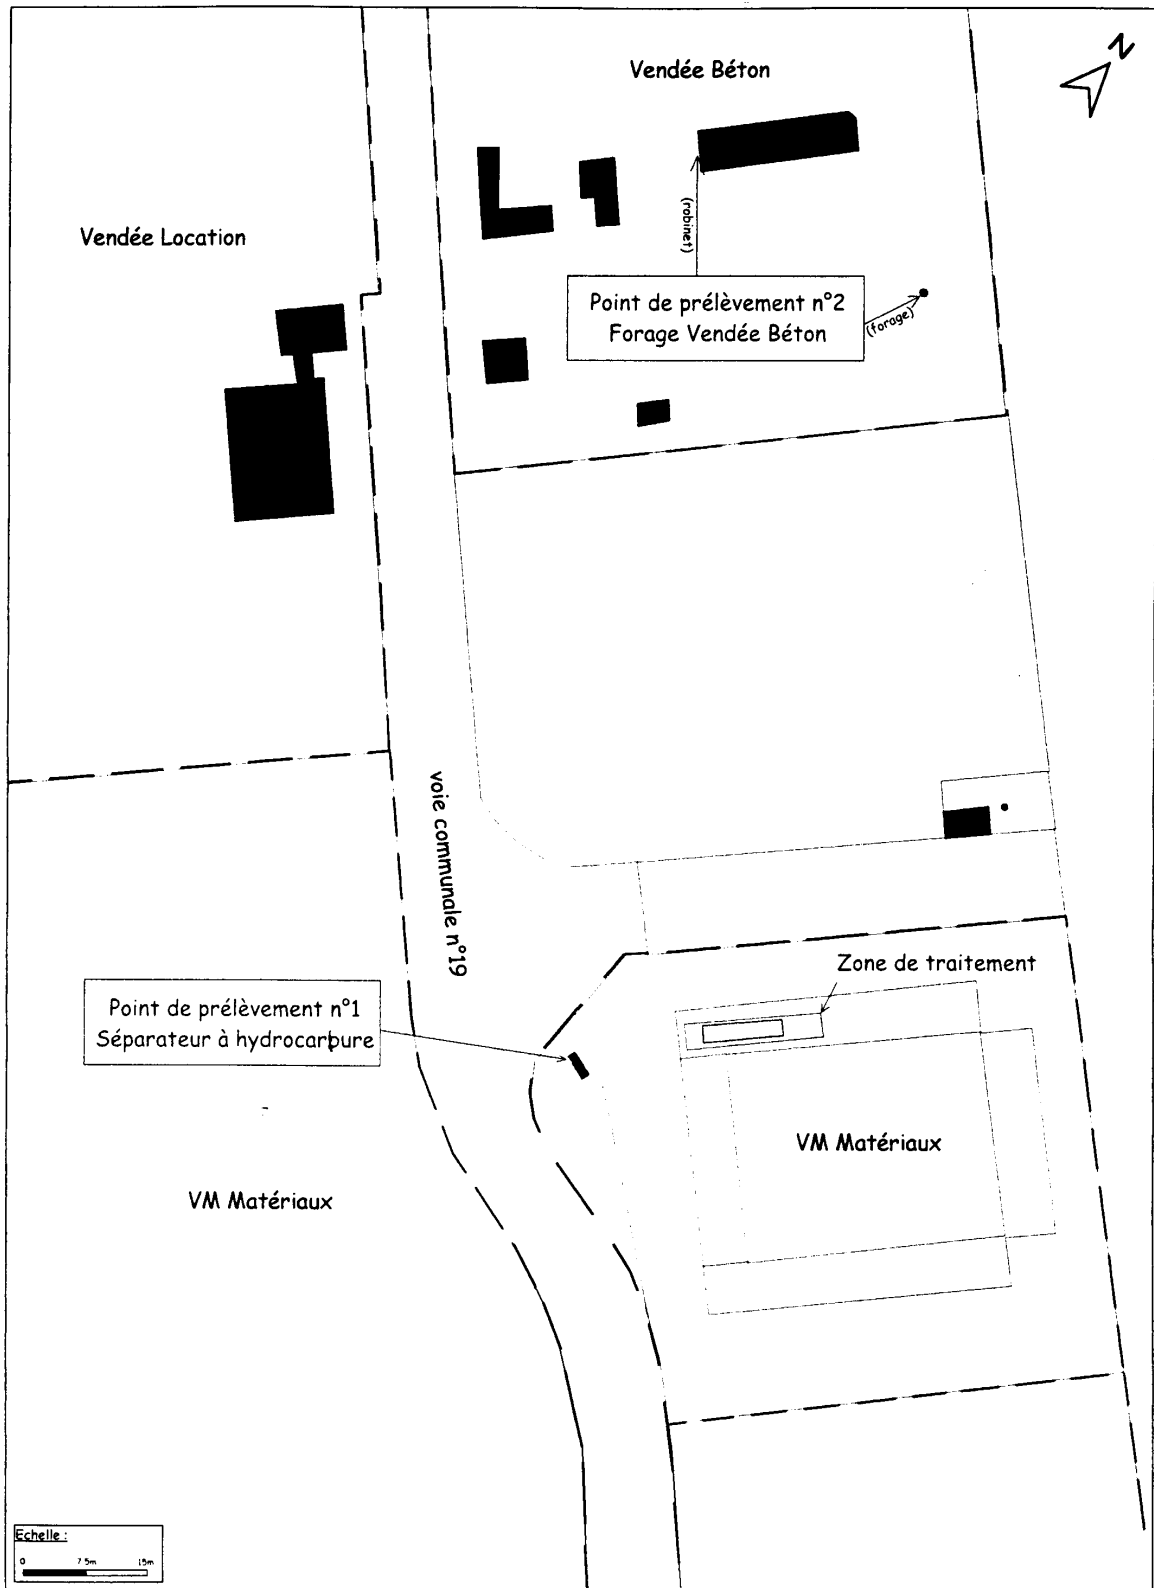 N
Vendée Béton
Vendée Location
(robinet)
Point de prélèvement n°2
Forage Vendée Béton
(forage)
voie communale n°19
Zone de traitement
Point de prélèvement n°1
Séparateur à hydrocarbure
VM Matériaux
VM Matériaux
Echelle :
0 7.5m 15m